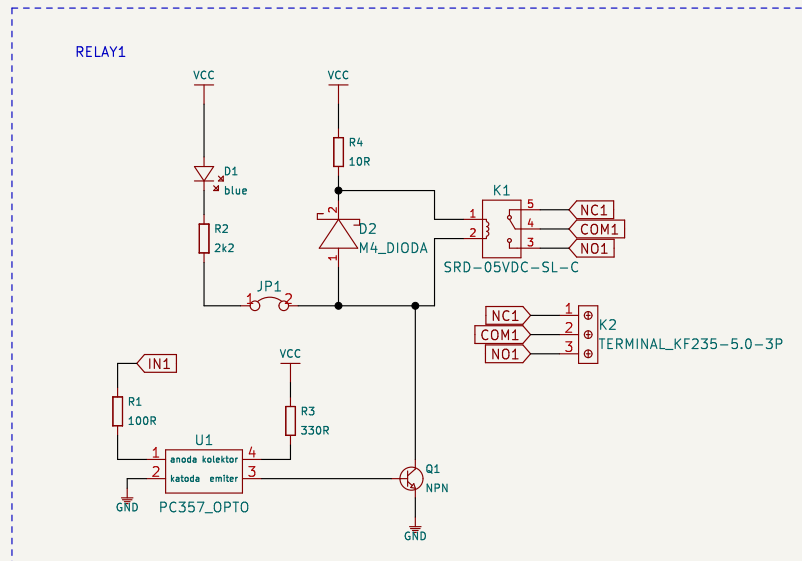 RELAY1
VCC
VCC
R4
10R
D1
blue
K1
2
1
5
NC1
R2
2k2
D2
M4_DIODA
4
COM1
2
3
NO1
1
SRD-05VDC-SL-C
JP1
1
2
NC1
1
K2
COM1
2
TERMINAL_KF235-5.0-3P
NO1
3
VCC
IN1
R1
100R
R3
330R
U1
1
anoda kolektor
4
2
katoda emiter
3
Q1
NPN
GND
PC357_OPTO
GND